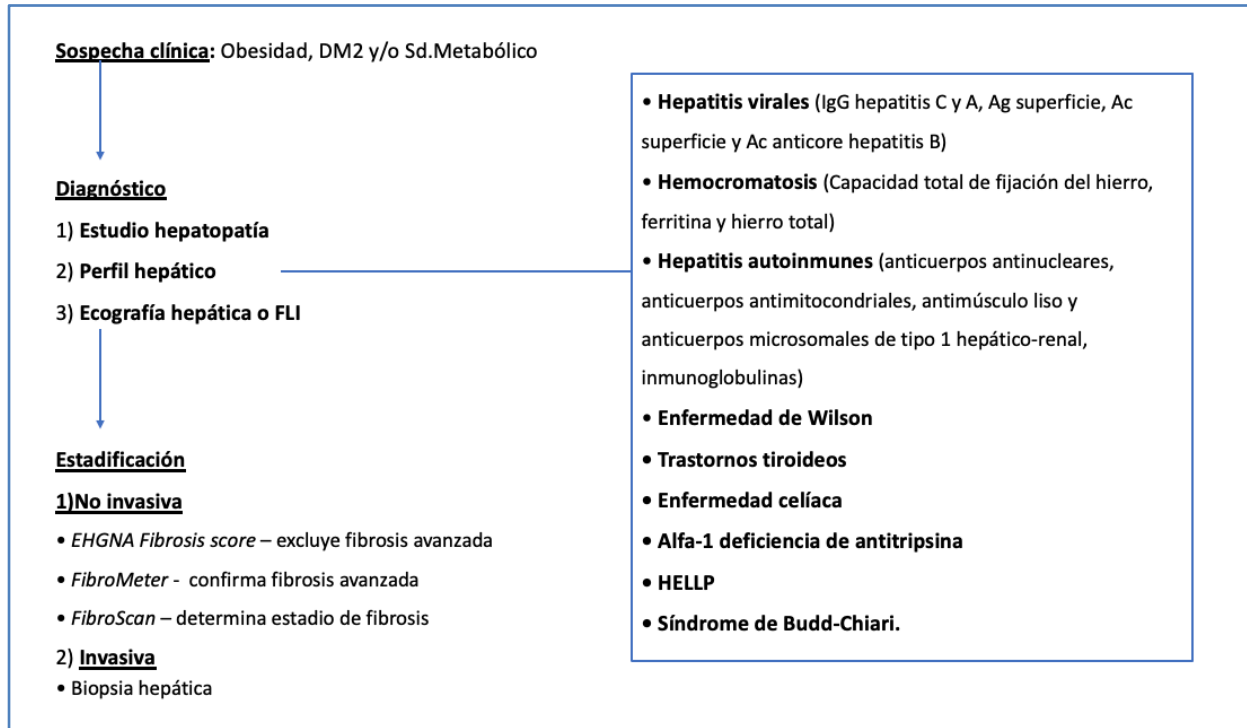 Sospecha clínica: Obesidad, DM2 y/o Sd.Metabólico
Diagnóstico
1) Estudio hepatopatía
2) Perfil hepático
3) Ecografía hepática o FLI
Estadificación
1)No invasiva
• EHGNA Fibrosis score – excluye fibrosis avanzada
• FibroMeter - confirma fibrosis avanzada
• FibroScan – determina estadio de fibrosis
2) Invasiva
• Biopsia hepática
• Hepatitis virales (IgG hepatitis C y A, Ag superficie, Ac
superficie y Ac anticore hepatitis B)
• Hemocromatosis (Capacidad total de fijación del hierro,
ferritina y hierro total)
• Hepatitis autoinmunes (anticuerpos antinucleares,
anticuerpos antimitocondriales, antimúsculo liso y
anticuerpos microsomales de tipo 1 hepático-renal,
inmunoglobulinas)
• Enfermedad de Wilson
• Trastornos tiroideos
• Enfermedad celíaca
• Alfa-1 deficiencia de antitripsina
• HELLP
• Síndrome de Budd-Chiari.